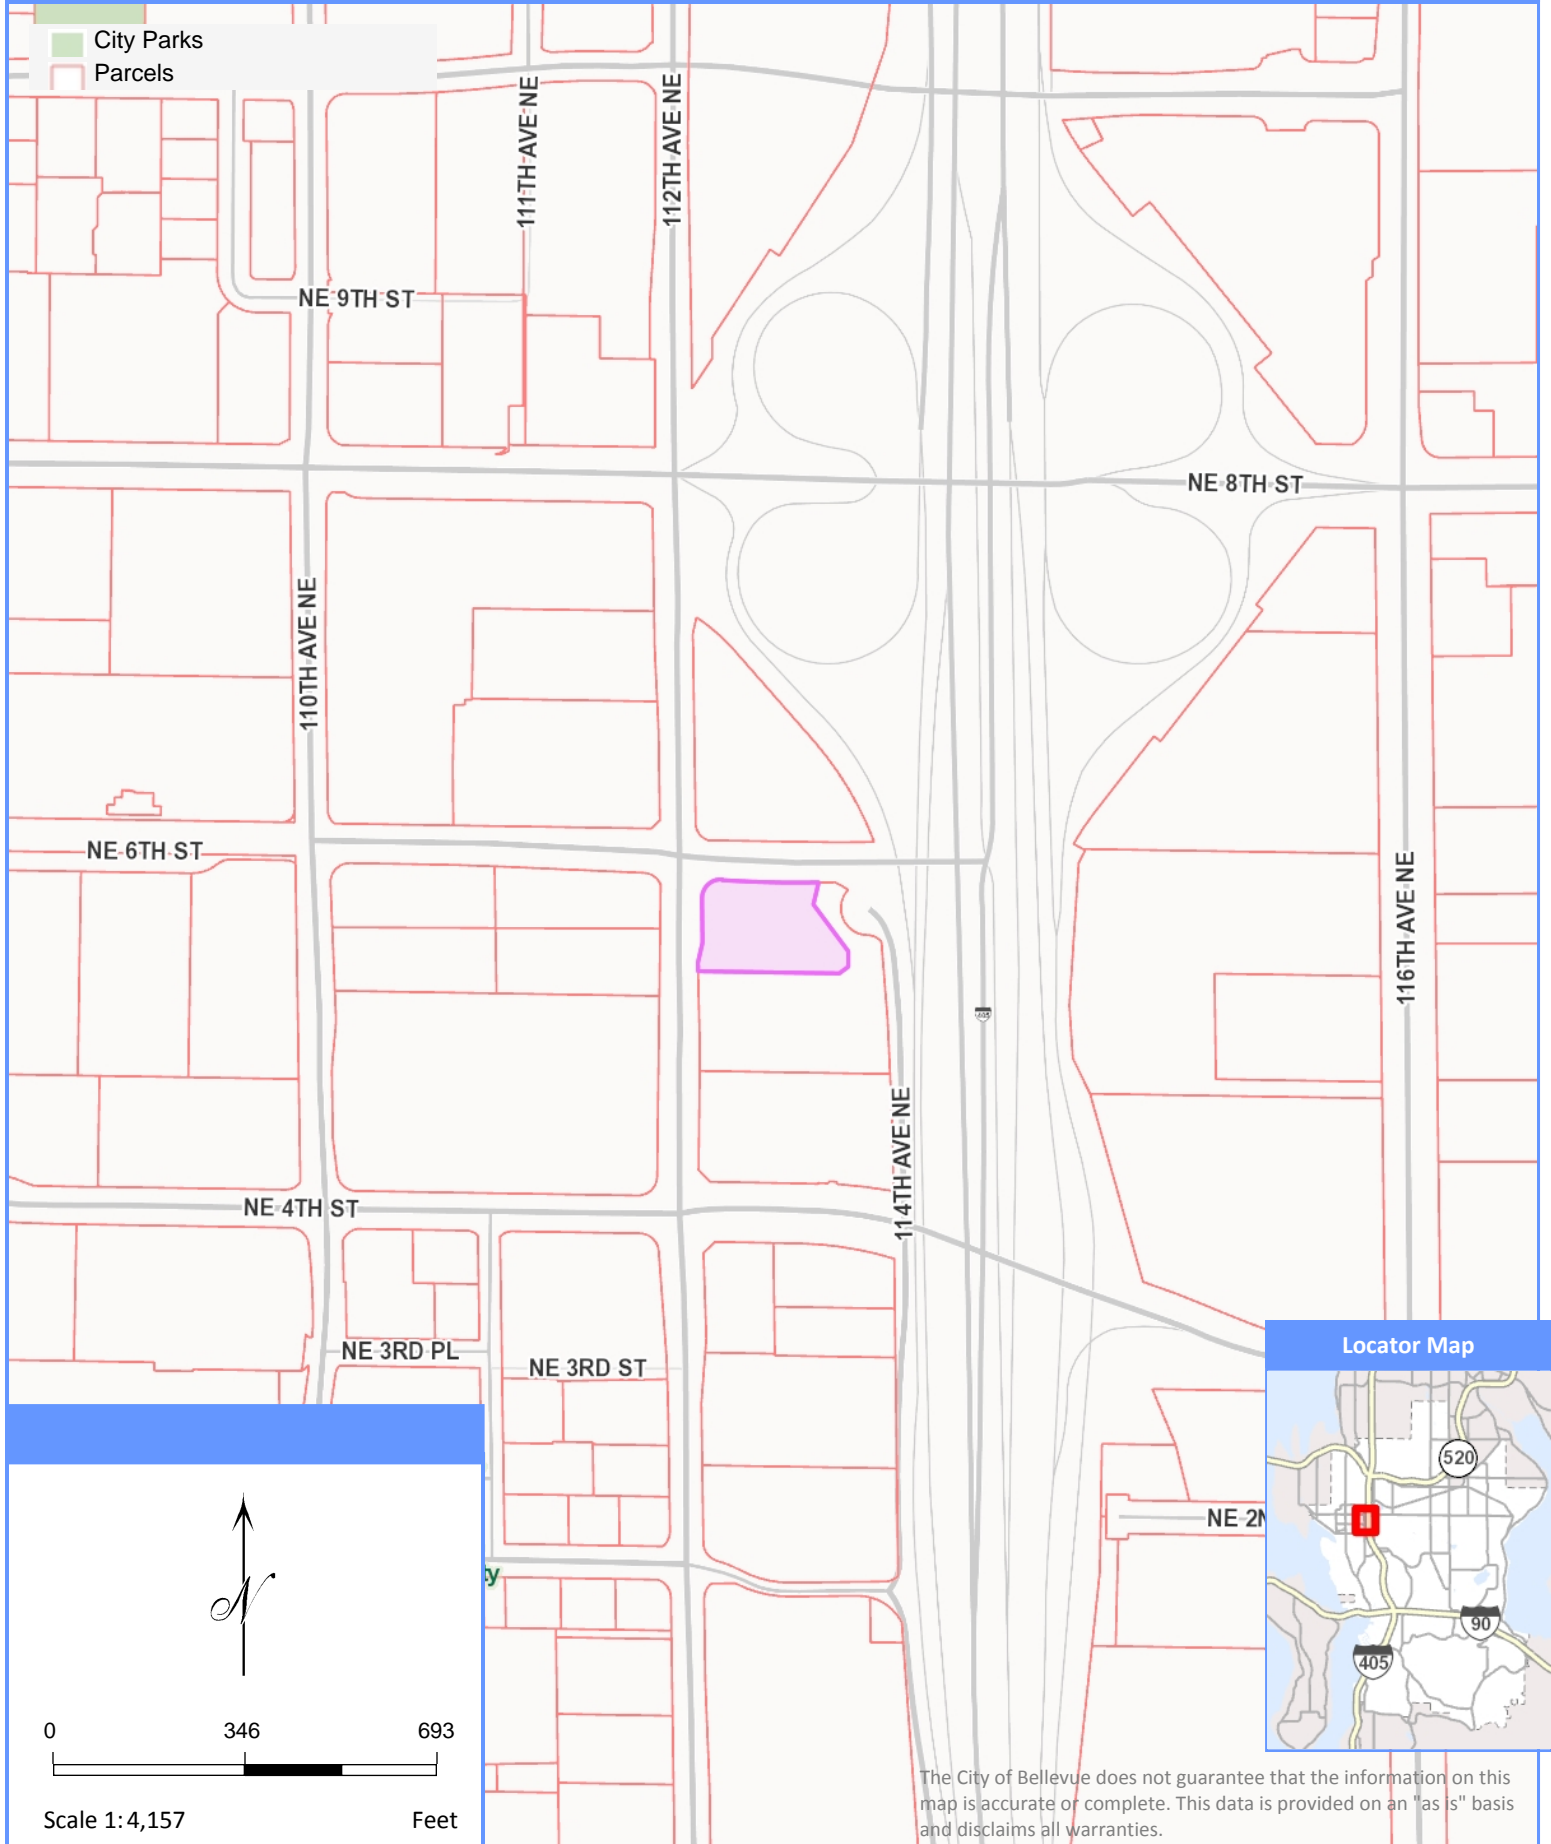 City Parks
Parcels
111TH AVE NE
112TH AVE NE
NE 9TH ST
NE 8TH ST
110TH AVE NE
NE 6TH ST
116TH AVE NE
405
114TH AVE NE
NE 4TH ST
NE 3RD PL
NE 3RD ST
Locator Map
520
NE 2N
90
405
ty
N
0 346 693
Scale 1:4,157 Feet
The City of Bellevue does not guarantee that the information on this
map is accurate or complete. This data is provided on an "as is" basis
and disclaims all warranties.